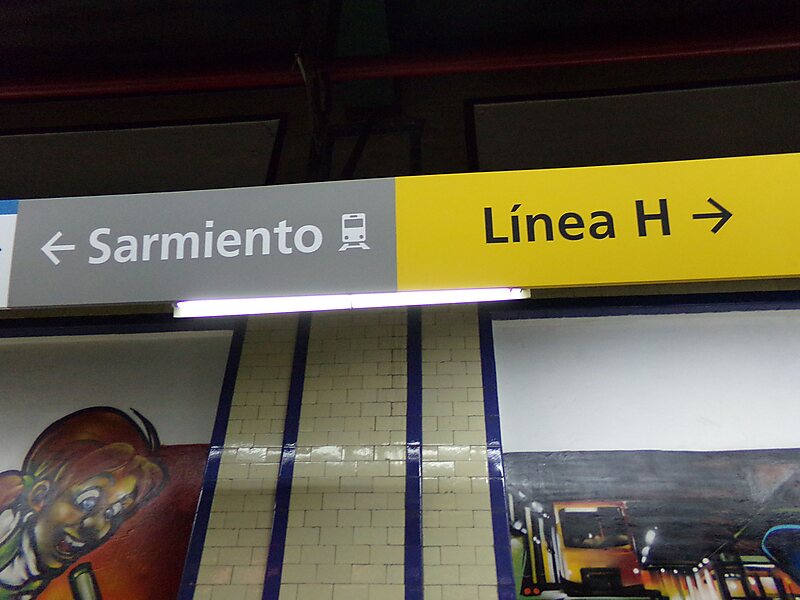 ← Sarmiento
Línea H →